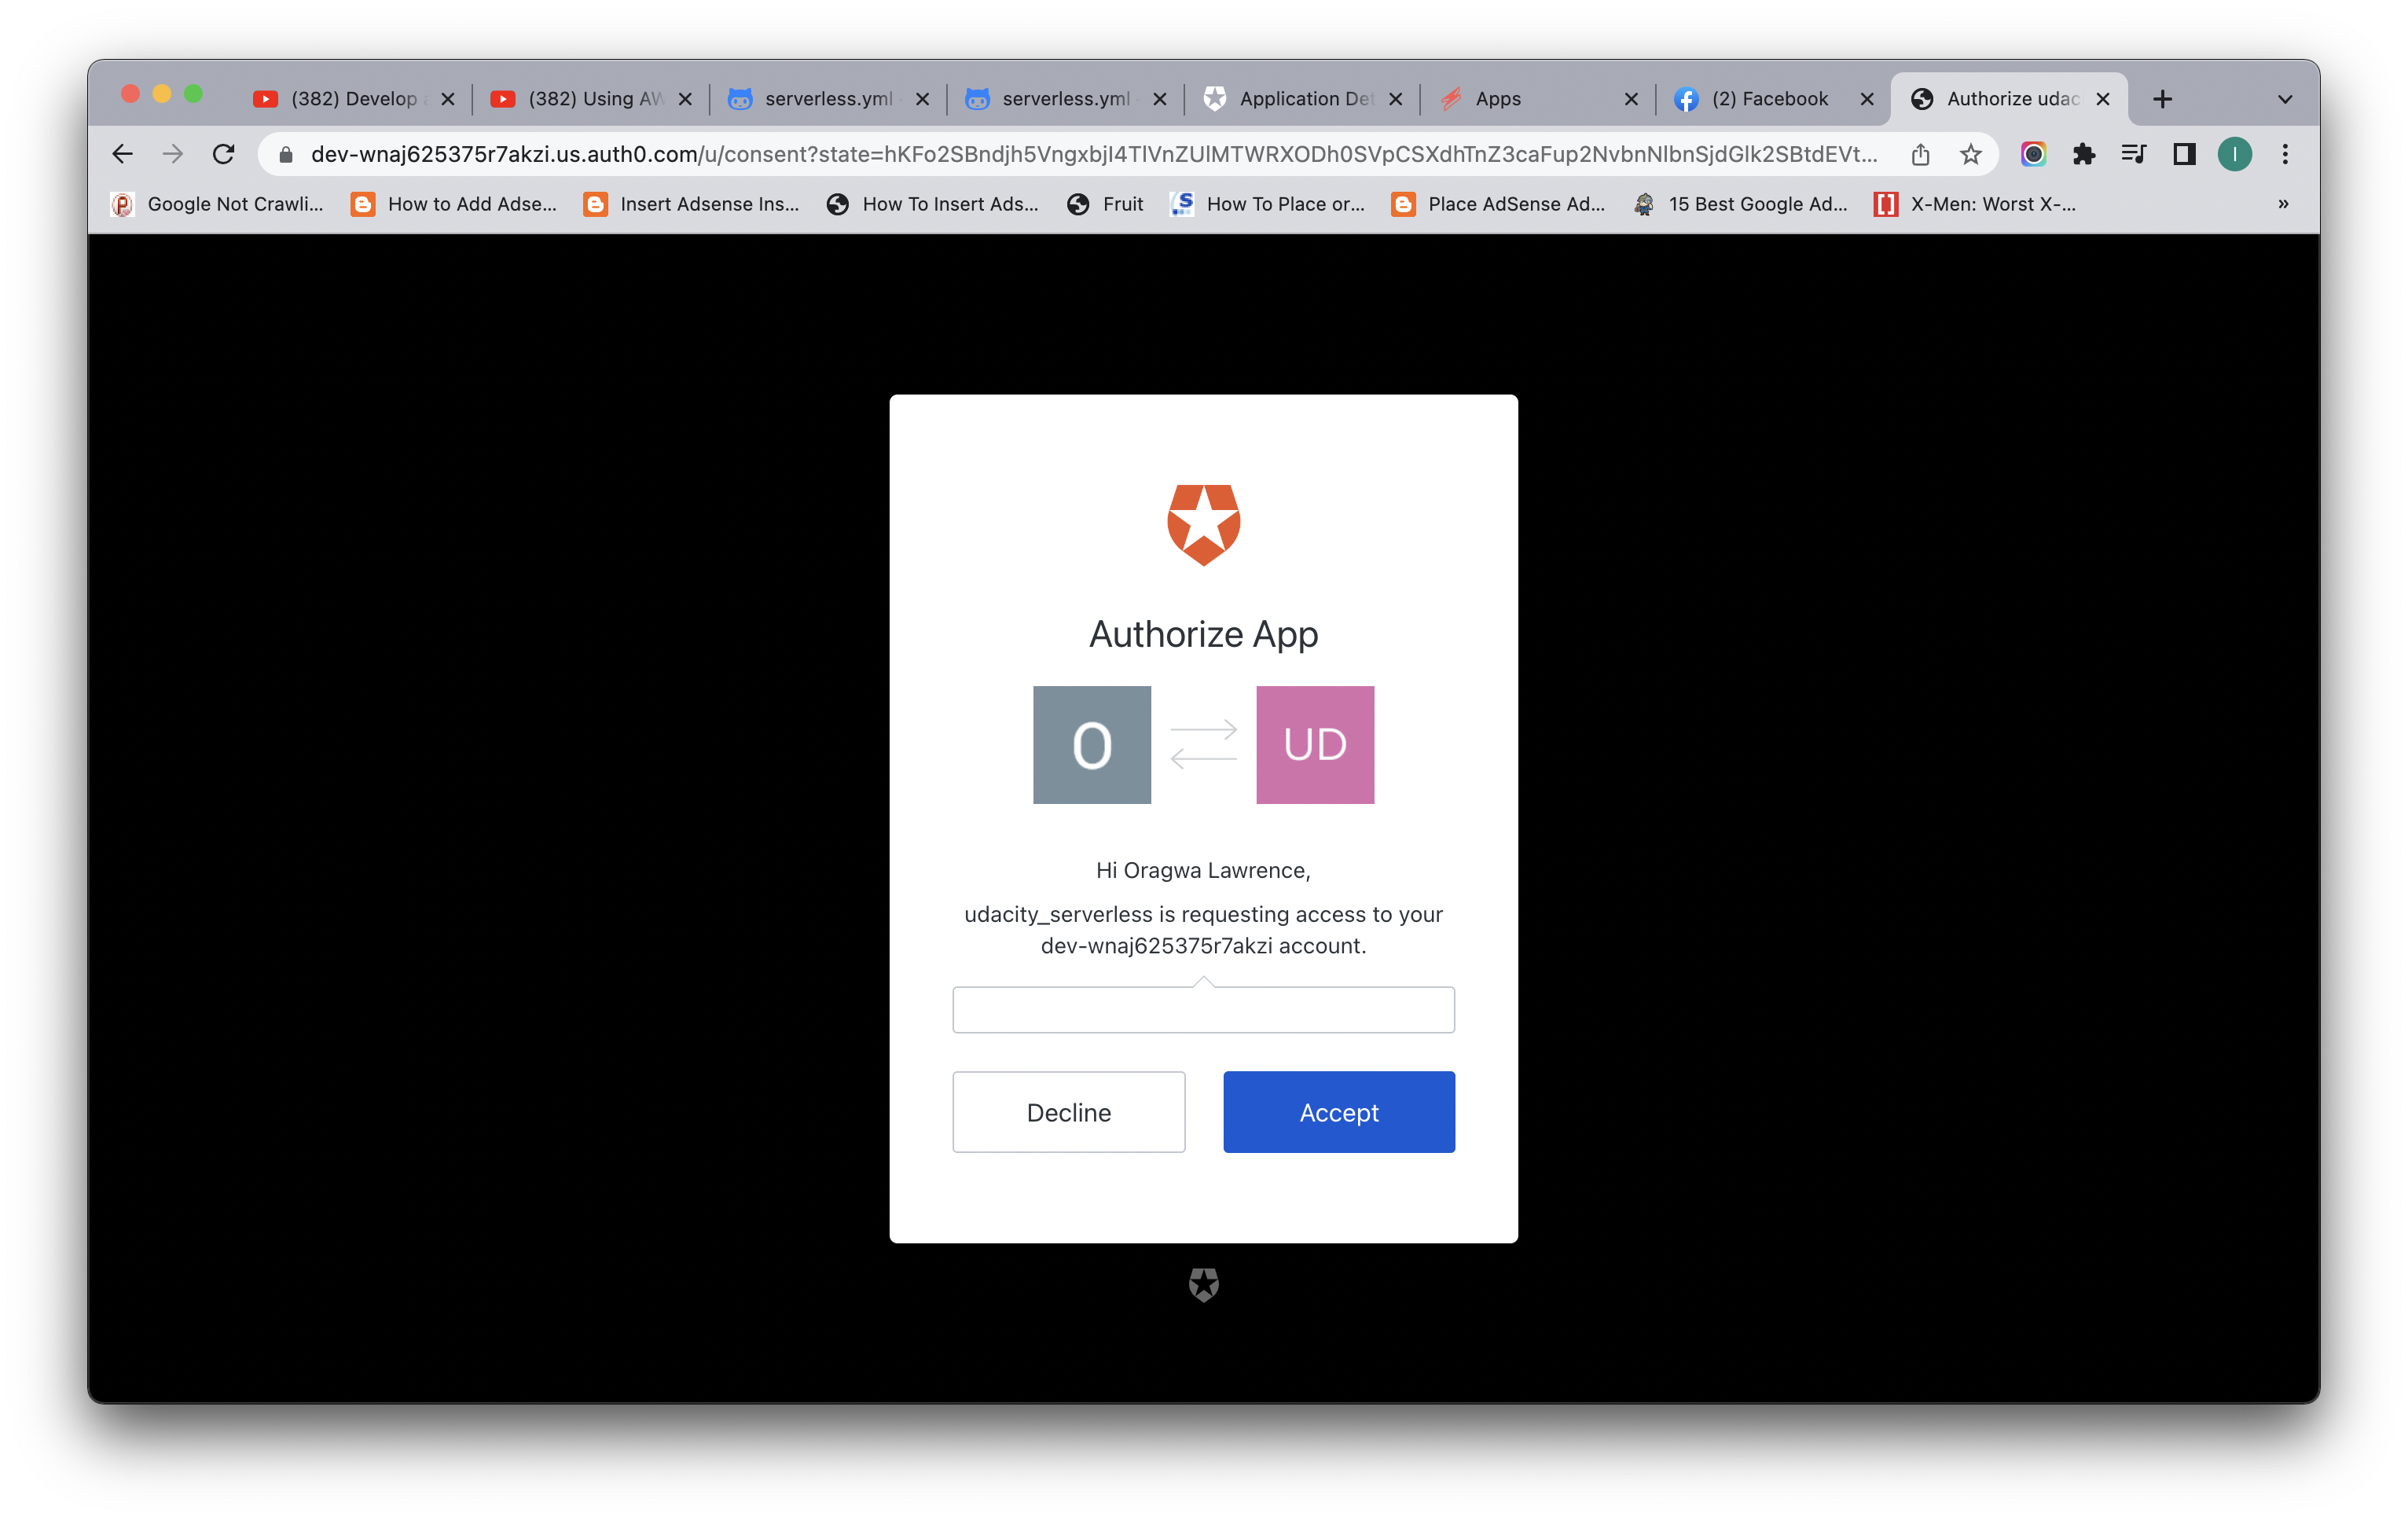 (382) Develop
(382) Using AW
serverless.yml
serverless.yml
Application Det
Apps
(2) Facebook
Authorize udac
dev-wnaj625375r7akzi.us.auth0.com/u/consent?state=hKFo2SBndjh5VngxbjI4TlVnZUlMTWRXODh0SVpCSXdhTnZ3caFup2NvbnNlbnSjdGlk2SBtdEVt...
I
Google Not Crawli...
How to Add Adse...
Insert Adsense Ins...
How To Insert Ads...
Fruit
How To Place or...
Place AdSense Ad...
15 Best Google Ad...
X-Men: Worst X-...
»
Authorize App
O
UD
Hi Oragwa Lawrence,
udacity_serverless is requesting access to your
dev-wnaj625375r7akzi account.
Decline
Accept